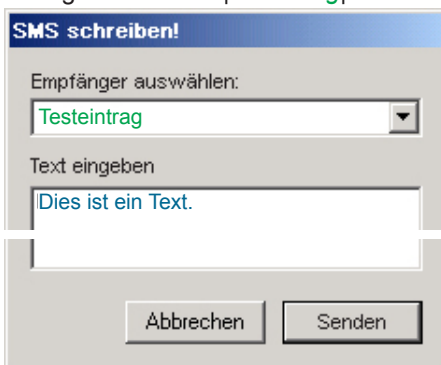 SMS schreiben!
Empfänger auswählen:
Testeintrag
Text eingeben
Dies ist ein Text.
Abbrechen Senden